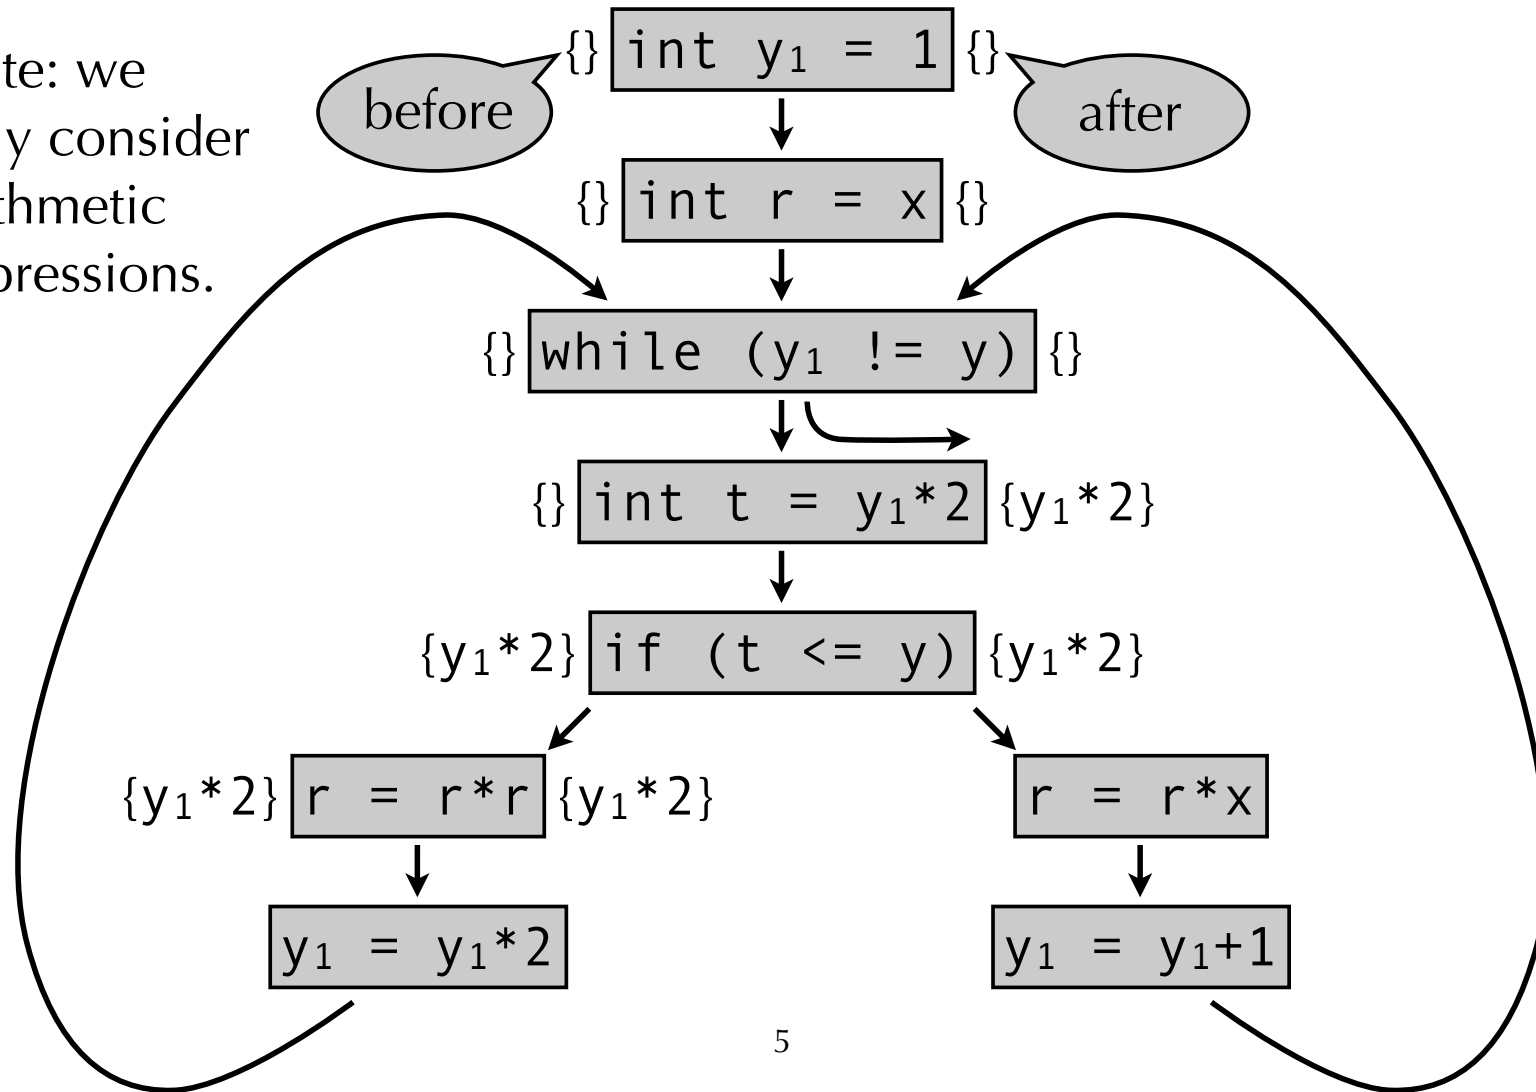 {} int y₁ = 1 {}
te: we
y consider
thmetic
pressions.
before
after
{} int r = x {}
{} while (y₁ != y) {}
{} int t = y₁*2 {y₁*2}
{y₁*2} if (t <= y) {y₁*2}
{y₁*2} r = r*r {y₁*2}
r = r*x
y₁ = y₁*2
y₁ = y₁+1
5